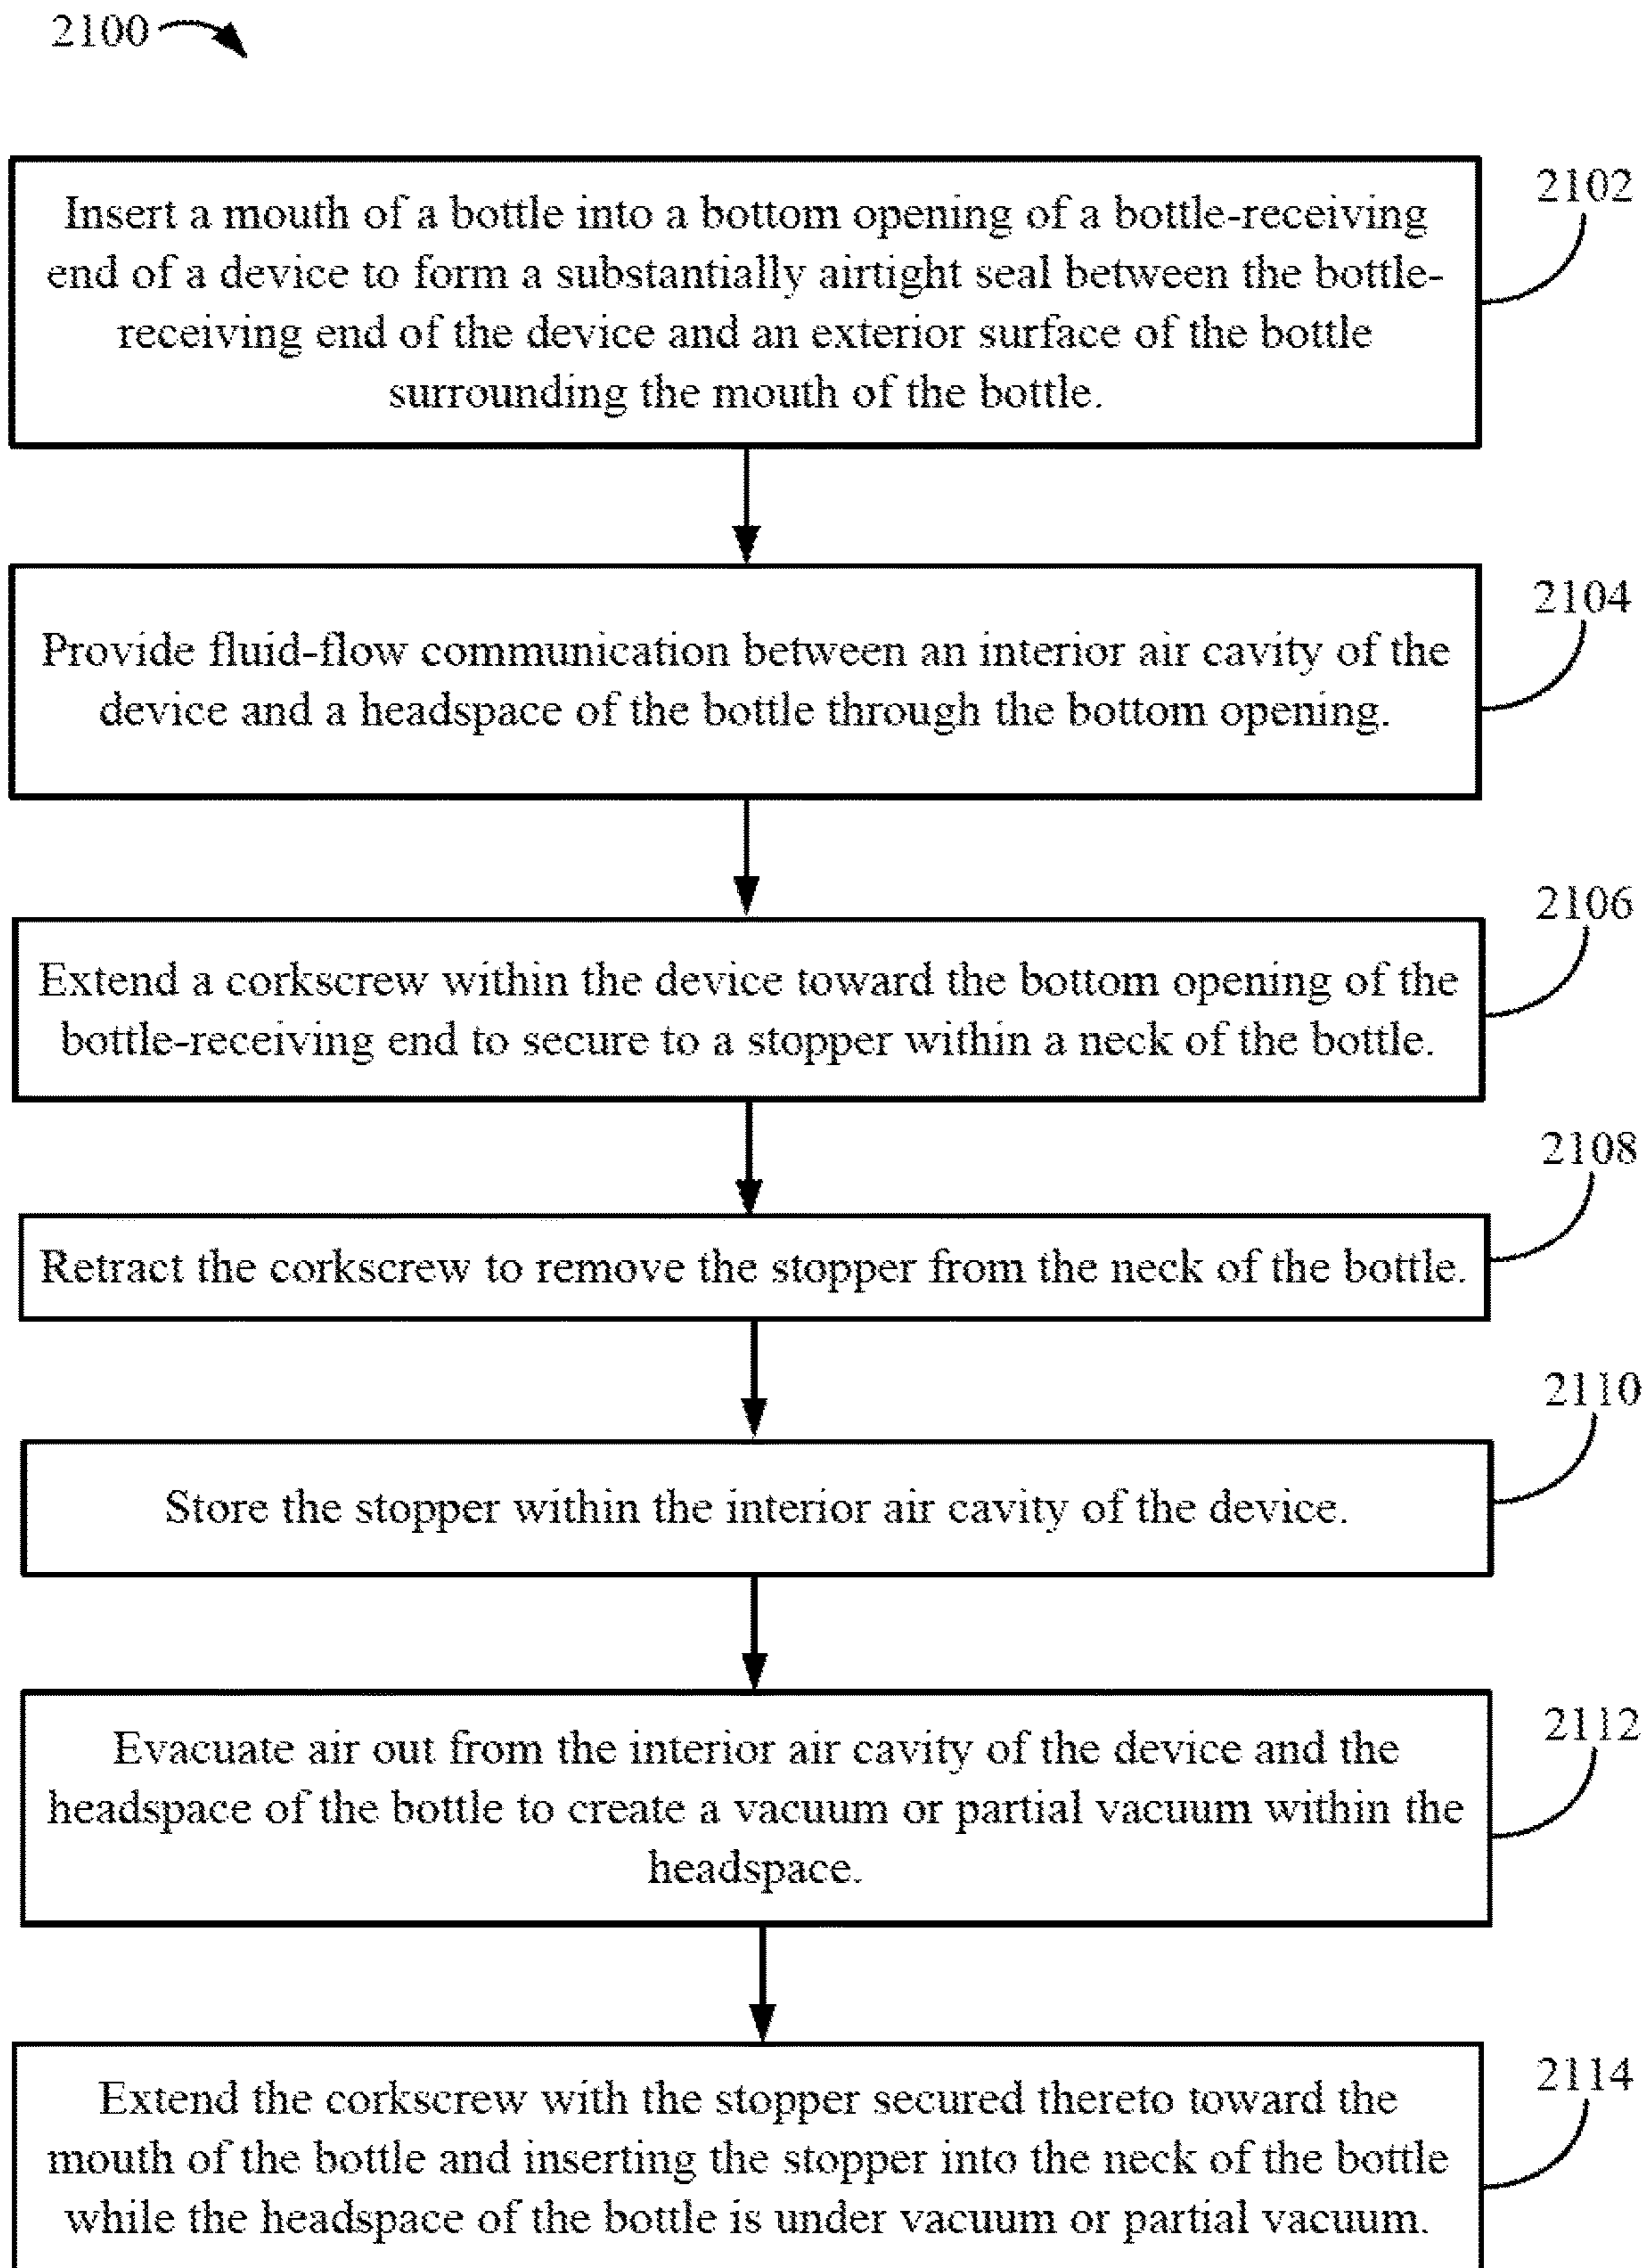 2100
2102
Insert a mouth of a bottle into a bottom opening of a bottle-receiving
end of a device to form a substantially airtight seal between the bottle-
receiving end of the device and an exterior surface of the bottle
surrounding the mouth of the bottle.
2104
Provide fluid-flow communication between an interior air cavity of the
device and a headspace of the bottle through the bottom opening.
2106
Extend a corkscrew within the device toward the bottom opening of the
bottle-receiving end to secure to a stopper within a neck of the bottle.
2108
Retract the corkscrew to remove the stopper from the neck of the bottle.
2110
Store the stopper within the interior air cavity of the device.
2112
Evacuate air out from the interior air cavity of the device and the
headspace of the bottle to create a vacuum or partial vacuum within the
headspace.
2114
Extend the corkscrew with the stopper secured thereto toward the
mouth of the bottle and inserting the stopper into the neck of the bottle
while the headspace of the bottle is under vacuum or partial vacuum.